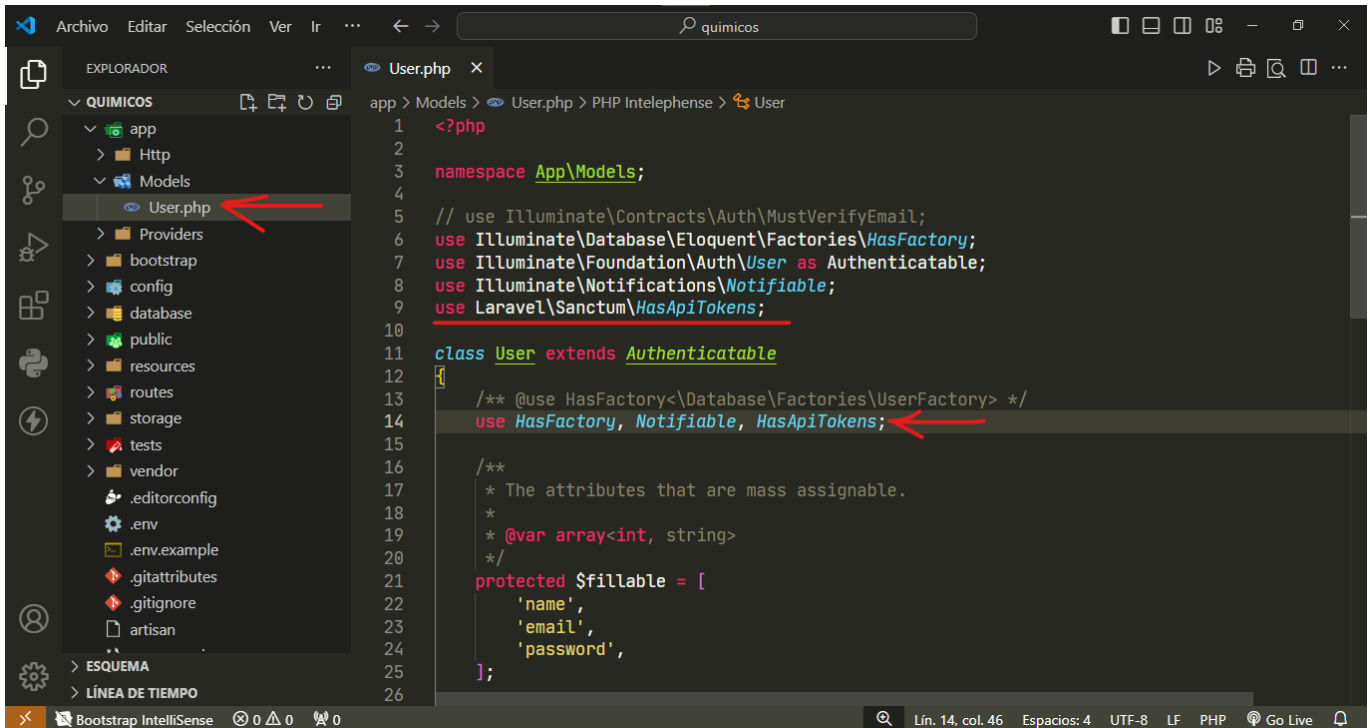 Archivo Editar Selección Ver Ir ··· quimicos
EXPLORADOR ···
User.php
QUIMICOS
app > Models > User.php > PHP Intelephense > User
app
Http
Models
User.php
Providers
bootstrap
config
database
public
resources
routes
storage
tests
vendor
.editorconfig
.env
.env.example
.gitattributes
.gitignore
artisan
ESQUEMA
LÍNEA DE TIEMPO
1 <?php
2
3 namespace App\Models;
4
5 // use Illuminate\Contracts\Auth\MustVerifyEmail;
6 use Illuminate\Database\Eloquent\Factories\HasFactory;
7 use Illuminate\Foundation\Auth\User as Authenticatable;
8 use Illuminate\Notifications\Notifiable;
9 use Laravel\Sanctum\HasApiTokens;
10
11 class User extends Authenticatable
12 {
13 /** @use HasFactory<\Database\Factories\UserFactory> */
14 use HasFactory, Notifiable, HasApiTokens;
15
16 /**
17 * The attributes that are mass assignable.
18 *
19 * @var array<int, string>
20 */
21 protected $fillable = [
22 'name',
23 'email',
24 'password',
25 ];
26
Bootstrap IntelliSense 0 0 0 Lín. 14, col. 46 Espacios: 4 UTF-8 LF PHP Go Live